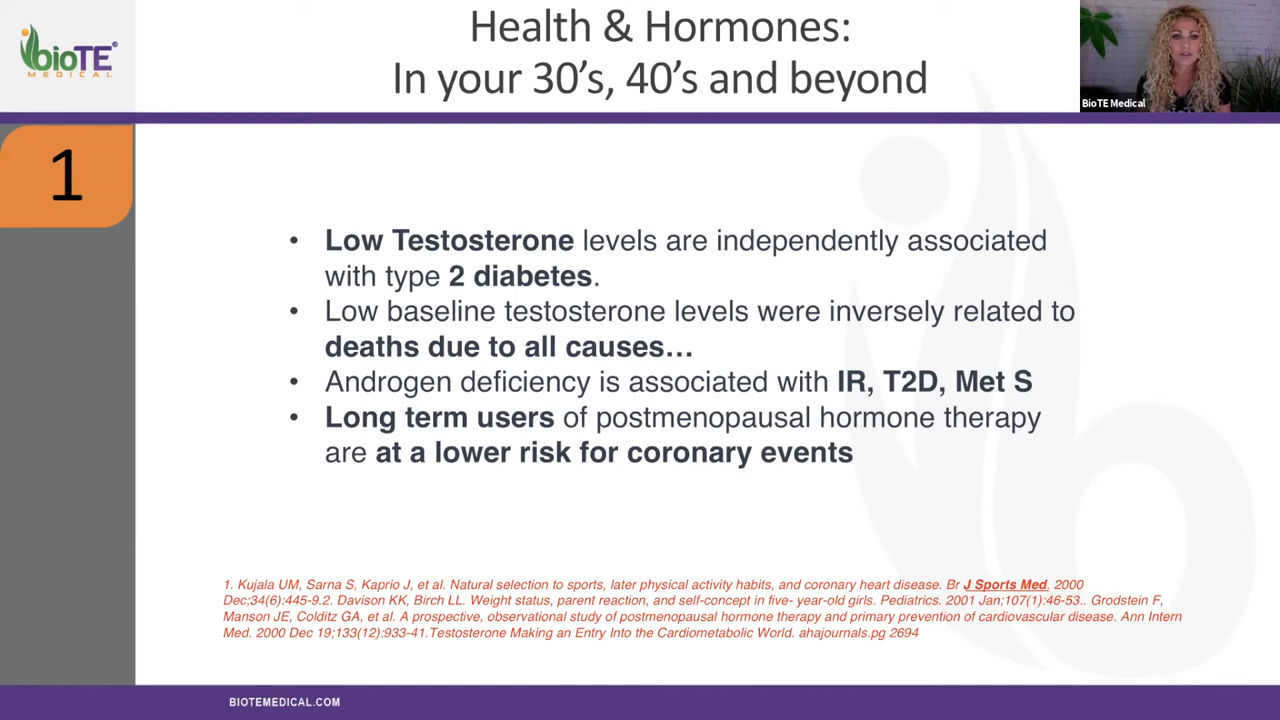 Health & Hormones:
In your 30's, 40's and beyond
bioTE®
MEDICAL
BioTE Medical
1
• Low Testosterone levels are independently associated
with type 2 diabetes.
• Low baseline testosterone levels were inversely related to
deaths due to all causes…
• Androgen deficiency is associated with IR, T2D, Met S
• Long term users of postmenopausal hormone therapy
are at a lower risk for coronary events
1. Kujala UM, Sarna S, Kaprio J, et al. Natural selection to sports, later physical activity habits, and coronary heart disease. Br J Sports Med. 2000
Dec;34(6):445-9.2. Davison KK, Birch LL. Weight status, parent reaction, and self-concept in five- year-old girls. Pediatrics. 2001 Jan;107(1):46-53.. Grodstein F,
Manson JE, Colditz GA, et al. A prospective, observational study of postmenopausal hormone therapy and primary prevention of cardiovascular disease. Ann Intern
Med. 2000 Dec 19;133(12):933-41.Testosterone Making an Entry Into the Cardiometabolic World. ahajournals.pg 2694
BIOTEMEDICAL.COM